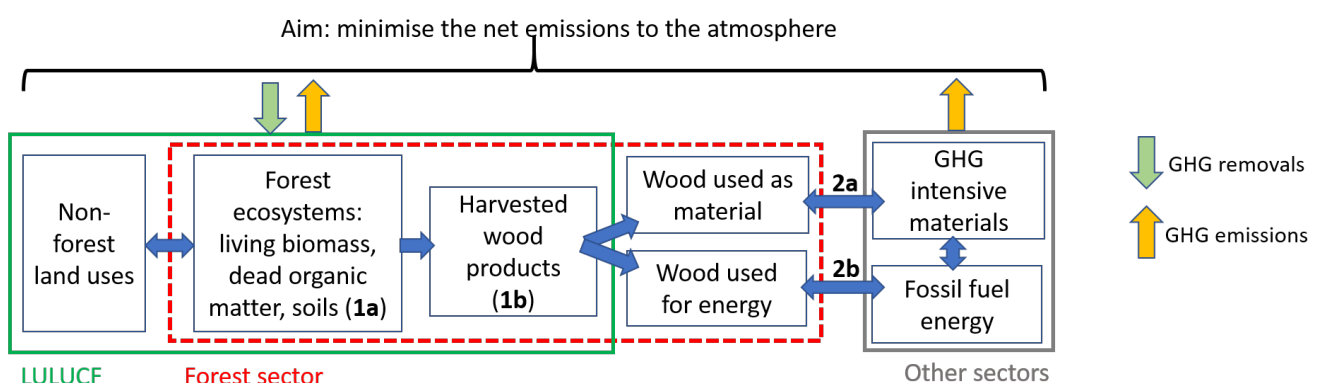 Aim: minimise the net emissions to the atmosphere
Non-
forest
land uses
Forest
ecosystems:
living biomass,
dead organic
matter, soils (1a)
Harvested
wood
products
(1b)
Wood used as
material
Wood used
for energy
2a
2b
GHG
intensive
materials
Fossil fuel
energy
GHG removals
GHG emissions
LULUCF
Forest sector
Other sectors